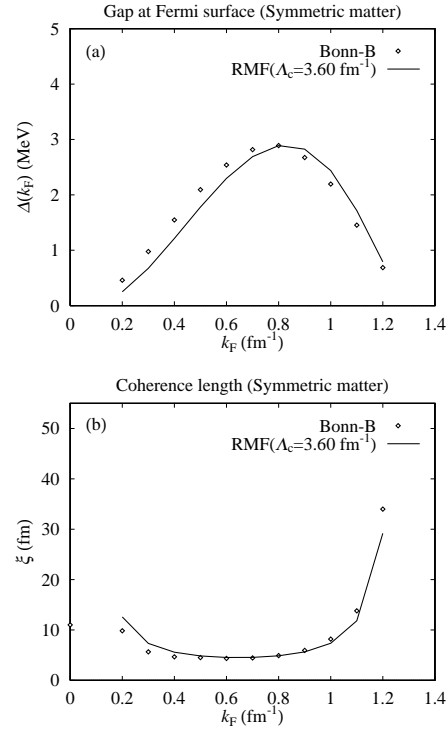 Gap at Fermi surface (Symmetric matter)
(a)
Bonn-B
RMF(Λc=3.60 fm⁻¹)
Δ(kF) (MeV)
5
4
3
2
1
0
0 0.2 0.4 0.6 0.8 1 1.2 1.4
kF (fm⁻¹)
Coherence length (Symmetric matter)
(b)
Bonn-B
RMF(Λc=3.60 fm⁻¹)
ξ (fm)
50
40
30
20
10
0
0 0.2 0.4 0.6 0.8 1 1.2 1.4
kF (fm⁻¹)